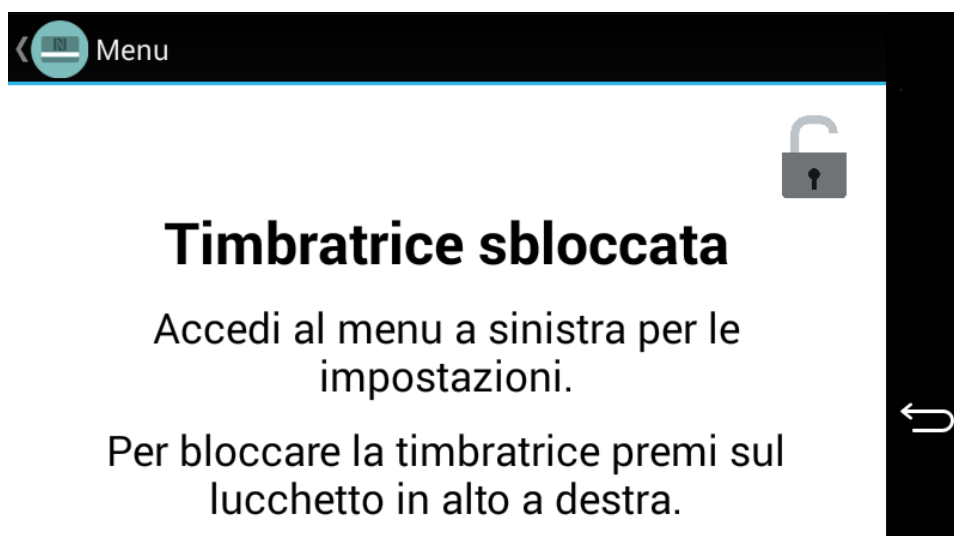 Menu
Timbratrice sbloccata
Accedi al menu a sinistra per le
impostazioni.
Per bloccare la timbratrice premi sul
lucchetto in alto a destra.